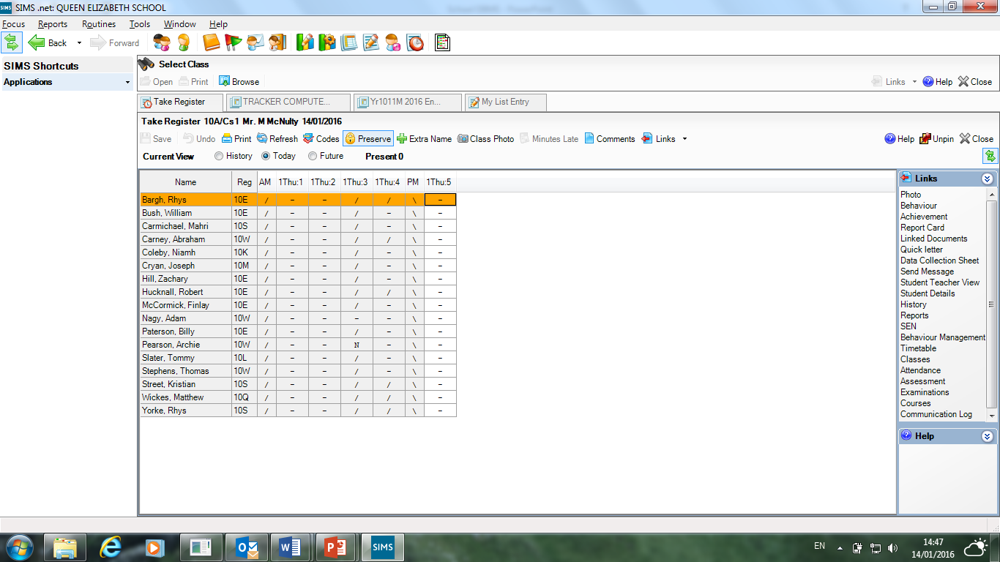 SIMS .net: QUEEN ELIZABETH SCHOOL
Focus Reports Routines Tools Window Help
Back Forward
SIMS Shortcuts
Applications
Select Class
Open Print Browse Links Help Close
Take Register TRACKER COMPUTE... Yr1011M 2016 En... My List Entry
Take Register 10A/Cs1 Mr. M McNulty 14/01/2016
Save Undo Print Refresh Codes Preserve Extra Name Class Photo Minutes Late Comments Links Help Unpin Close
Current View History Today Future Present 0
Name Reg AM 1Thu:1 1Thu:2 1Thu:3 1Thu:4 PM 1Thu:5
Bargh, Rhys 10E / - - / / \ -
Bush, William 10E / - - / - \ -
Carmichael, Mahri 10S / - - / - \ -
Carney, Abraham 10W / - - / / \ -
Coleby, Niamh 10K / - - / - \ -
Cryan, Joseph 10M / - - / - \ -
Hill, Zachary 10E / - - / - \ -
Hucknall, Robert 10E / - - / / \ -
McCormick, Finlay 10E / - - / - \ -
Nagy, Adam 10W / - - - - \ -
Paterson, Billy 10E / - - / - \ -
Pearson, Archie 10W / - - N - \ -
Slater, Tommy 10L / - - / - \ -
Stephens, Thomas 10W / - - / - \ -
Street, Kristian 10S / - - / / \ -
Wickes, Matthew 10Q / - - / / \ -
Yorke, Rhys 10S / - - / / \ -
Links
Photo
Behaviour
Achievement
Report Card
Linked Documents
Quick letter
Data Collection Sheet
Send Message
Student Teacher View
Student Details
History
Reports
SEN
Behaviour Management
Timetable
Classes
Attendance
Assessment
Examinations
Courses
Communication Log
Help
SIMS
EN
14:47
14/01/2016